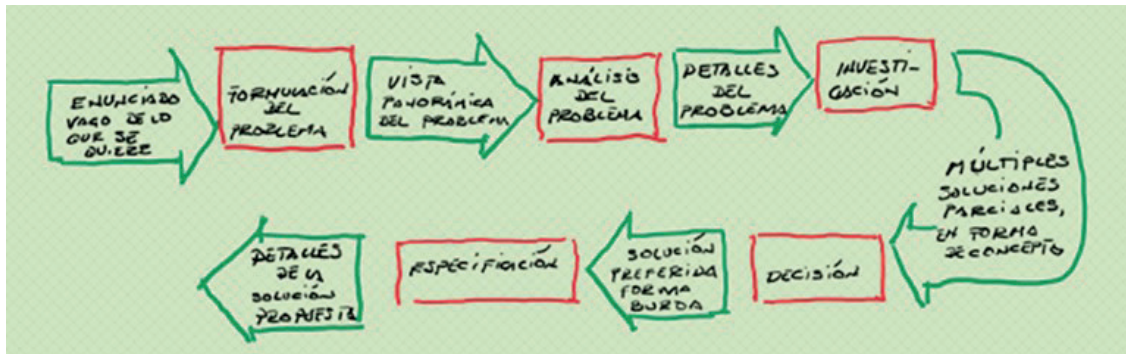 ENUNCIADO
VAGO DE LO
QUE SE
QUIERE
FORMULACIÓN
DEL
PROBLEMA
VISTA
PANORÁMICA
DEL PROBLEMA
ANÁLISIS
DEL
PROBLEMA
DETALLES
DEL
PROBLEMA
INVESTI-
GACIÓN
MÚLTIPLES
SOLUCIONES
PARCIALES,
EN FORMA
DE CONCEPTO
DECISIÓN
SOLUCIÓN
PREFERIDA
FORMA
BURDA
ESPECIFICACIÓN
DETALLES
DE LA
SOLUCIÓN
PROPUESTA